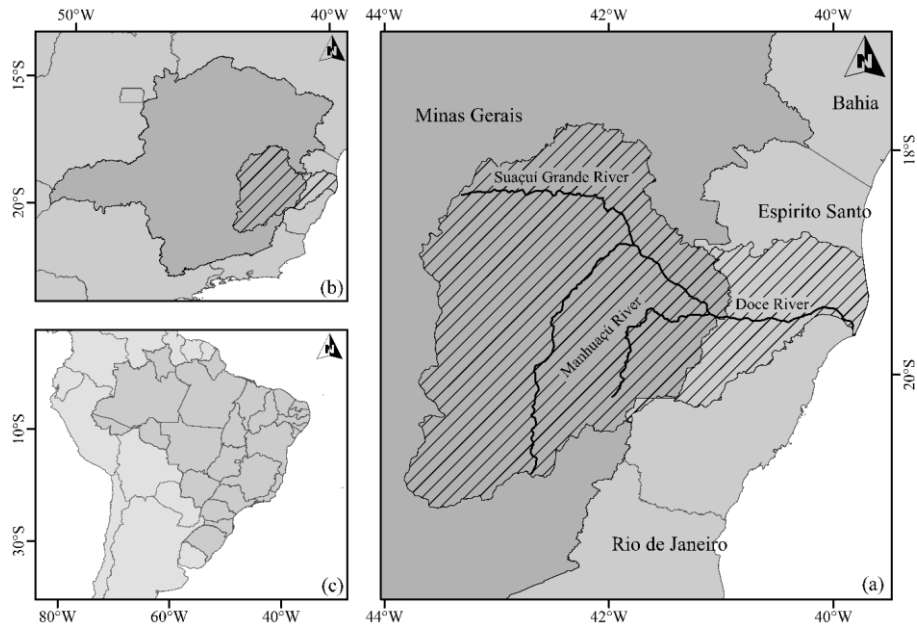 50°W
40°W
15°S
20°S
N
(b)
N
10°S
30°S
(c)
80°W
60°W
40°W
44°W
42°W
40°W
N
Bahia
Minas Gerais
18°S
Suaçuí Grande River
Espirito Santo
Doce River
Manhuaçú River
20°S
Rio de Janeiro
(a)
44°W
42°W
40°W